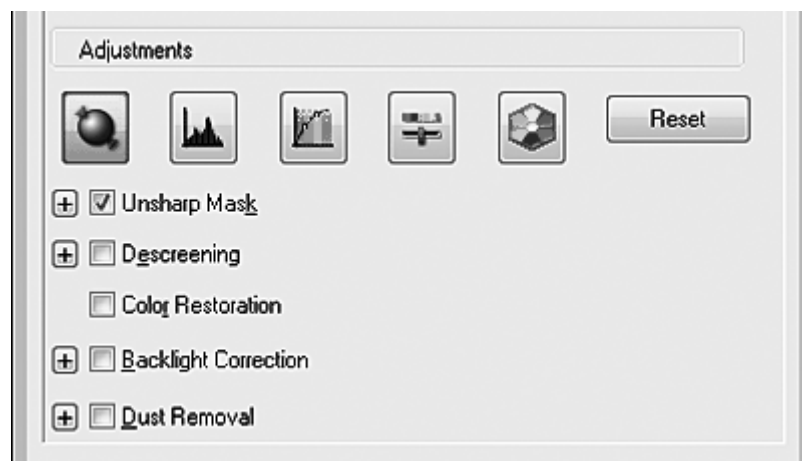 Adjustments
Reset
Unsharp Mask
Descreening
Color Restoration
Backlight Correction
Dust Removal